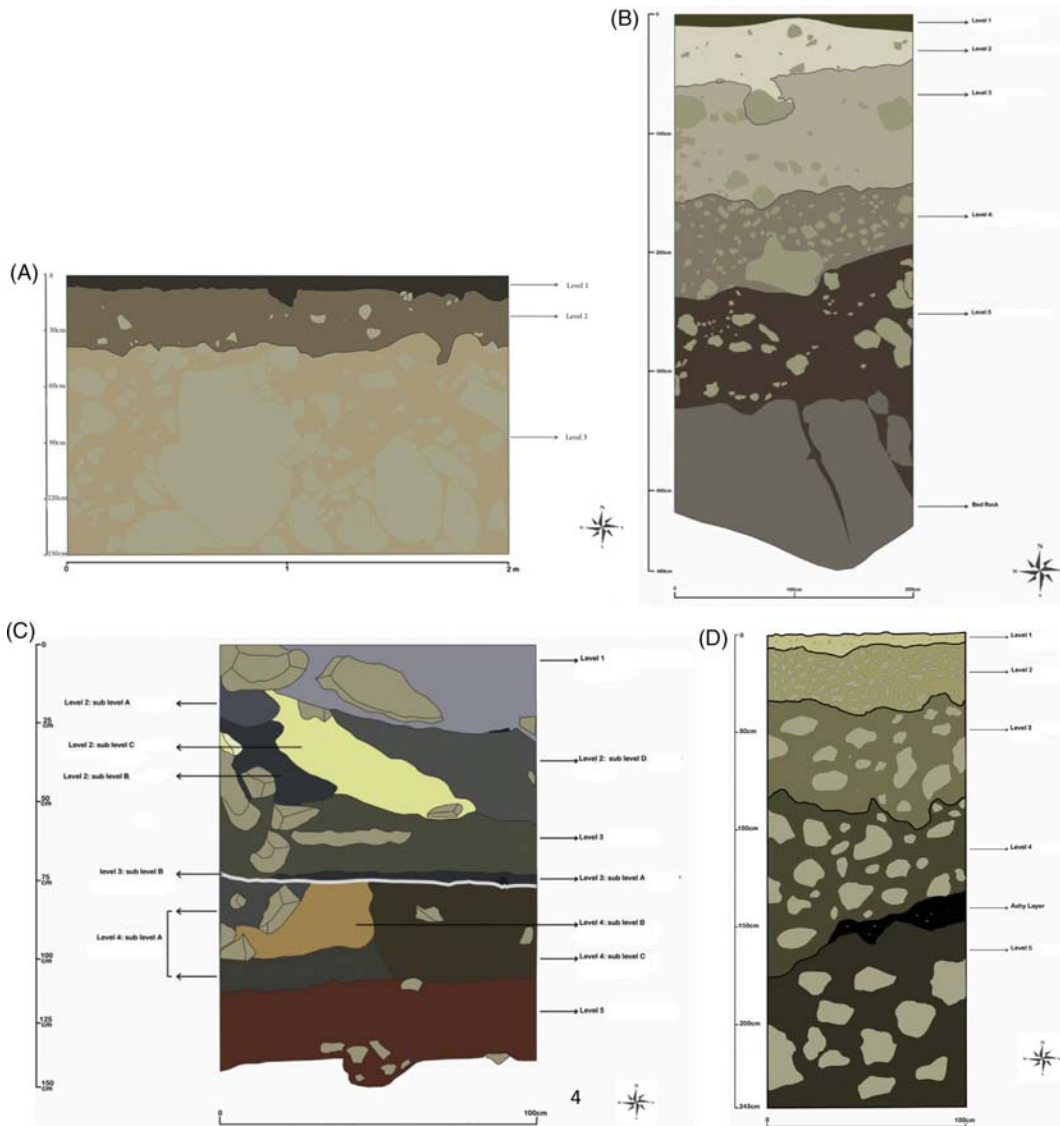 (A)
0
30cm
60cm
90cm
120cm
150cm
Level 1
Level 2
Level 3
0 1 2 m
(B)
0
100cm
200cm
300cm
400cm
Level 1
Level 2
Level 3
Level 4
Level 5
Bed Rock
N
0 100cm 200cm
(C)
0
25
cm
50
cm
75
cm
100
cm
125
cm
150
cm
Level 2: sub level A
Level 2: sub level C
Level 2: sub level B
level 3: sub level B
Level 4: sub level A
Level 1
Level 2: sub level D
Level 3
Level 3: sub level A
Level 4: sub level B
Level 4: sub level C
Level 5
4
0 100cm
(D)
0
50cm
100cm
150cm
200cm
243cm
Level 1
Level 2
Level 3
Level 4
Ashy Layer
Level 5
0 100cm